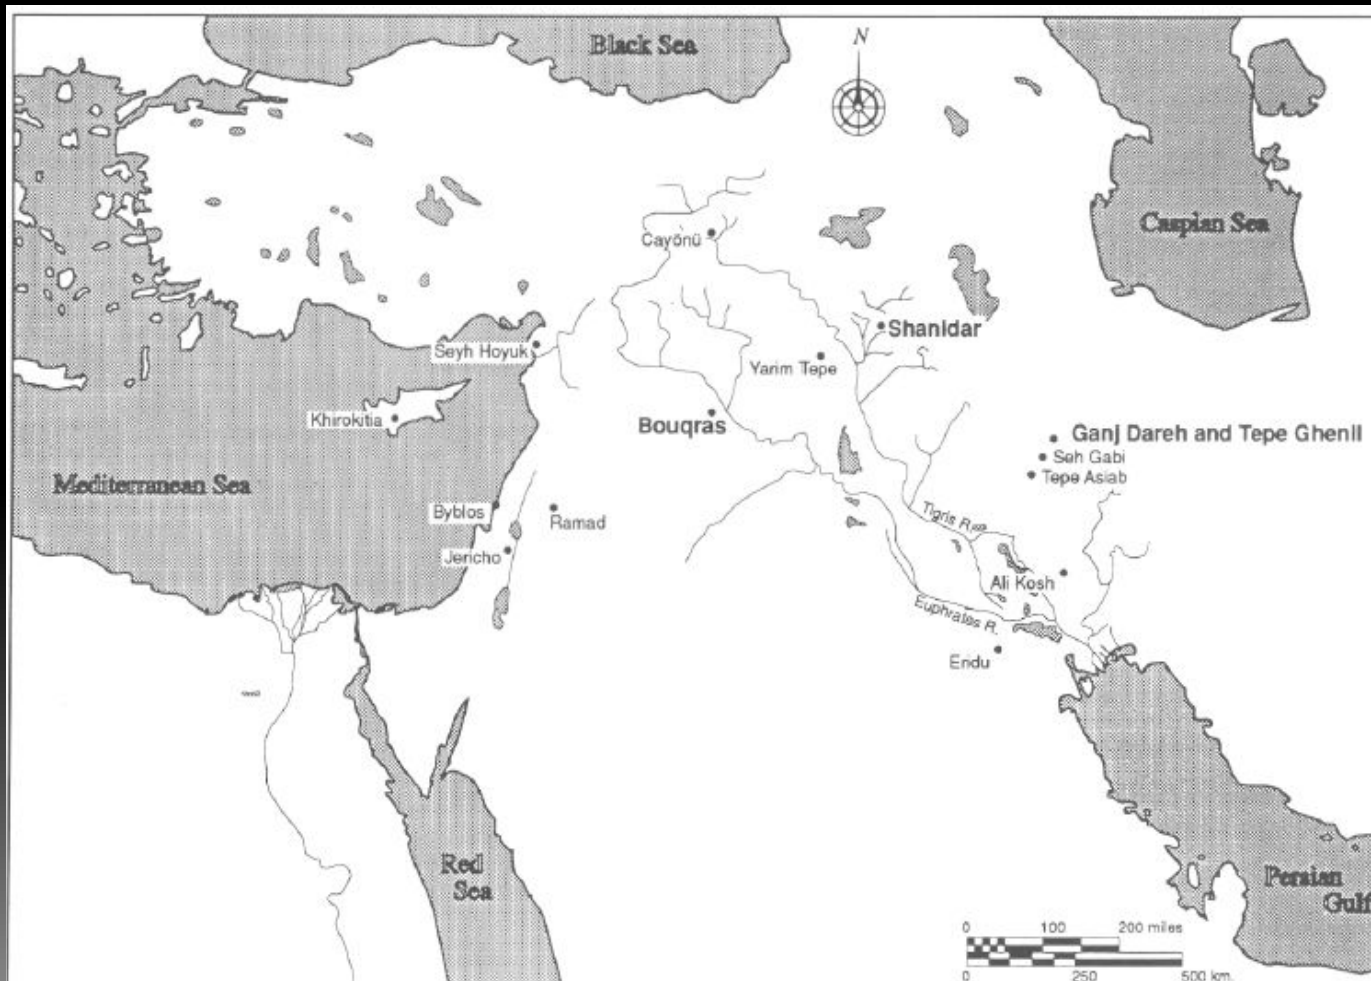 Black Sea
N
Caspian Sea
Cayönü
Shanidar
Seyh Hoyuk
Yarim Tepe
Khirokitia
Bouqras
Ganj Dareh and Tepe Ghenil
Seh Gabi
Tepe Asiab
Mediterranean Sea
Byblos
Ramad
Tigris R.
Jericho
Ali Kosh
Euphrates R.
Eridu
Red
Sea
Persian
Gulf
0 100 200 miles
0 250 500 km.